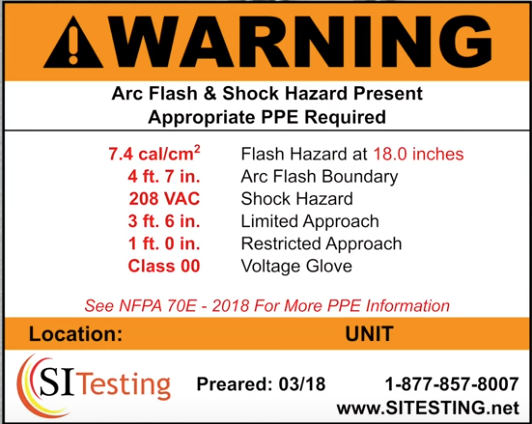 WARNING
Arc Flash & Shock Hazard Present
Appropriate PPE Required
7.4 cal/cm² Flash Hazard at 18.0 inches
4 ft. 7 in. Arc Flash Boundary
208 VAC Shock Hazard
3 ft. 6 in. Limited Approach
1 ft. 0 in. Restricted Approach
Class 00 Voltage Glove
See NFPA 70E - 2018 For More PPE Information
Location: UNIT
SI Testing Preared: 03/18 1-877-857-8007
www.SITESTING.net